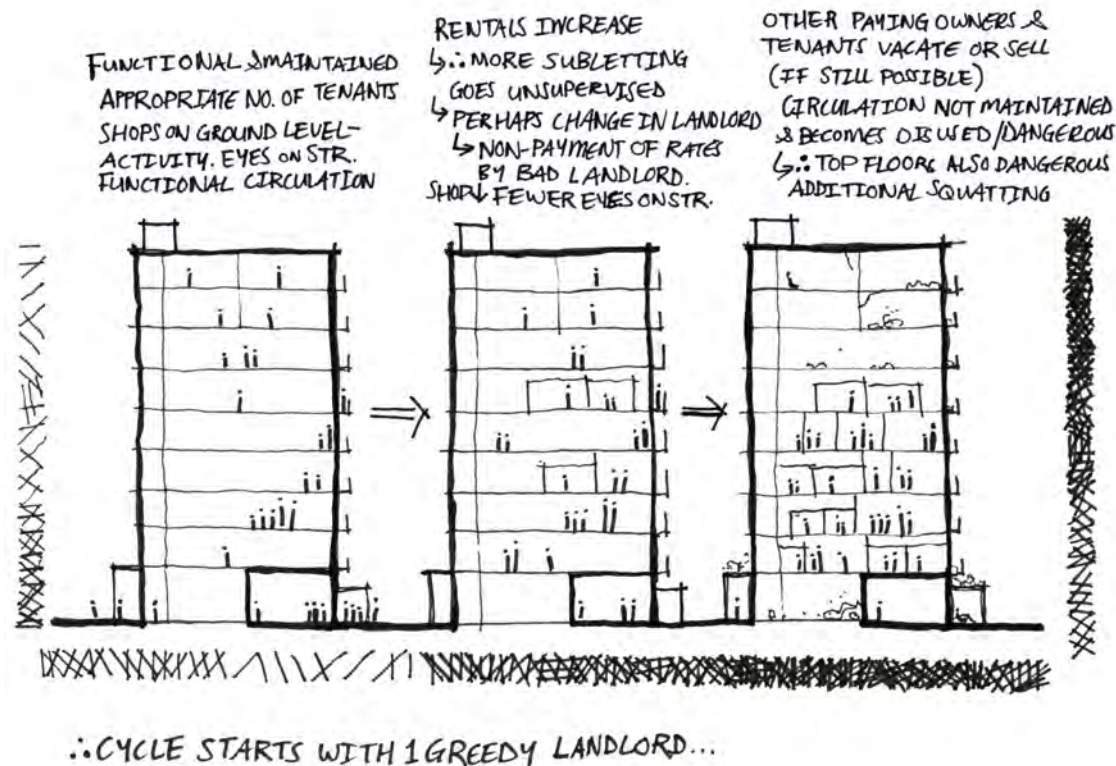 FUNCTIONAL & MAINTAINED
APPROPRIATE NO. OF TENANTS
SHOPS ON GROUND LEVEL-
ACTIVITY. EYES ON STR.
FUNCTIONAL CIRCULATION
RENTALS INCREASE
↳ ∴ MORE SUBLETTING
GOES UNSUPERVISED
↳ PERHAPS CHANGE IN LANDLORD
↳ NON-PAYMENT OF RATES
BY BAD LANDLORD.
SHOP↓ FEWER EYES ON STR.
OTHER PAYING OWNERS &
TENANTS VACATE OR SELL
(IF STILL POSSIBLE)
CIRCULATION NOT MAINTAINED
& BECOMES DISUSED/DANGEROUS
↳ ∴ TOP FLOORS ALSO DANGEROUS
ADDITIONAL SQUATTING
∴ CYCLE STARTS WITH 1 GREEDY LANDLORD...